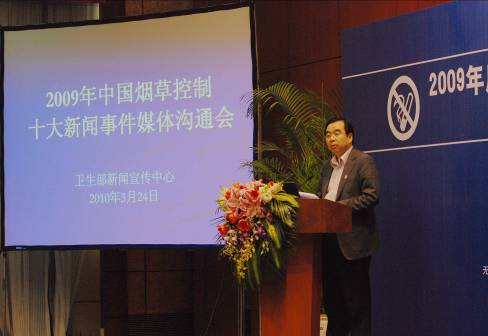 2009年中国烟草控制
十大新闻事件媒体沟通会
卫生部新闻宣传中心
2010年3月24日
2009年
无